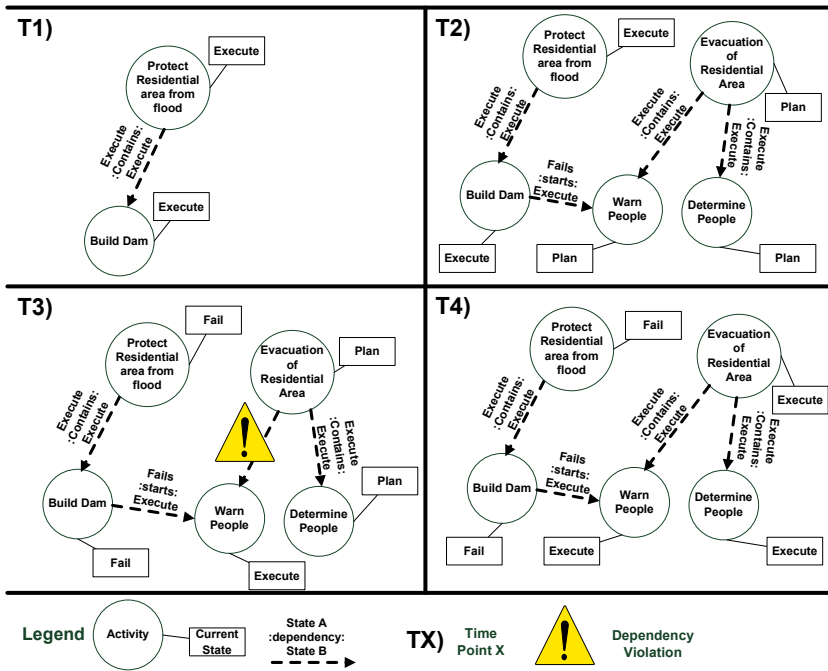 T1)
Protect
Residential
area from
flood
Execute
Execute
:Contains:
Execute
Build Dam
Execute
T2)
Protect
Residential
area from
flood
Execute
Evacuation
of
Residential
Area
Plan
Execute
:Contains:
Execute
Execute
:Contains:
Execute
Execute
:Contains:
Execute
Build Dam
Fails
:starts:
Execute
Warn
People
Determine
People
Execute
Plan
Plan
T3)
Protect
Residential
area from
flood
Fail
Evacuation
of
Residential
Area
Plan
Execute
:Contains:
Execute
!
Execute
:Contains:
Execute
Build Dam
Fails
:starts:
Execute
Warn
People
Determine
People
Plan
Fail
Execute
T4)
Protect
Residential
area from
flood
Fail
Evacuation
of
Residential
Area
Execute
Execute
:Contains:
Execute
Execute
:Contains:
Execute
Execute
:Contains:
Execute
Build Dam
Fails
:starts:
Execute
Warn
People
Determine
People
Fail
Execute
Execute
Legend
Activity
Current
State
State A
:dependency:
State B
TX)
Time
Point X
!
Dependency
Violation